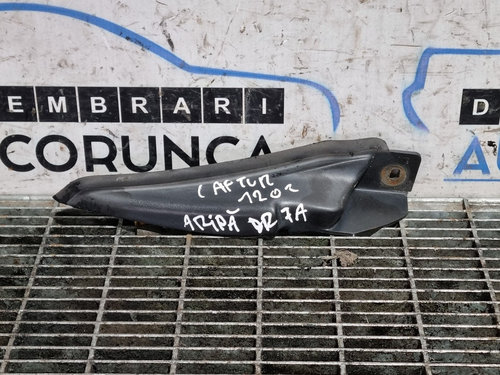 EMBRARI
D
CORUNCA
CAPTUR
1202
ARIPĂ DR FA